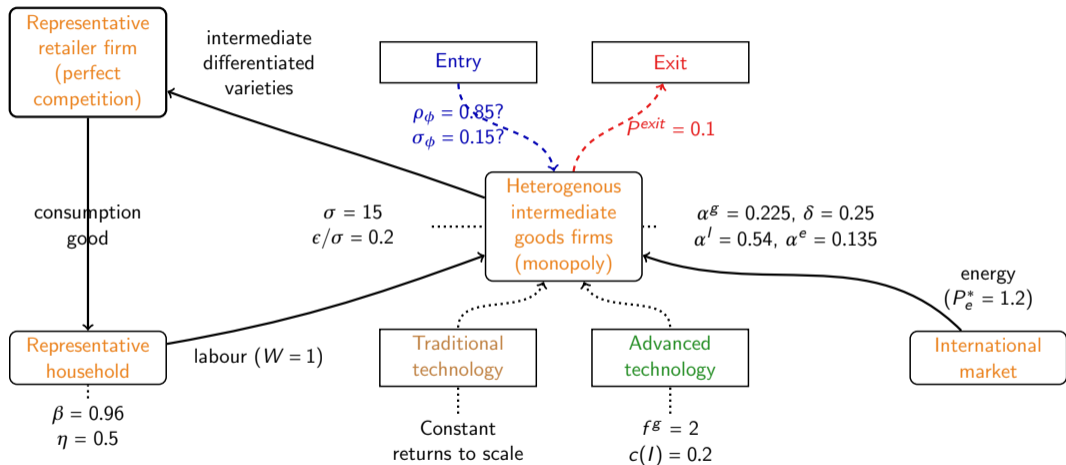 Representative
retailer firm
(perfect
competition)
intermediate
differentiated
varieties
Entry
Exit
ρ_ϕ = 0.85?
σ_ϕ = 0.15?
P^{exit} = 0.1
Heterogenous
intermediate
goods firms
(monopoly)
consumption
good
σ = 15
ϵ/σ = 0.2
α^g = 0.225, δ = 0.25
α^l = 0.54, α^e = 0.135
energy
(P_e^* = 1.2)
Representative
household
labour (W = 1)
Traditional
technology
Advanced
technology
International
market
β = 0.96
η = 0.5
Constant
returns to scale
f^g = 2
c(I) = 0.2